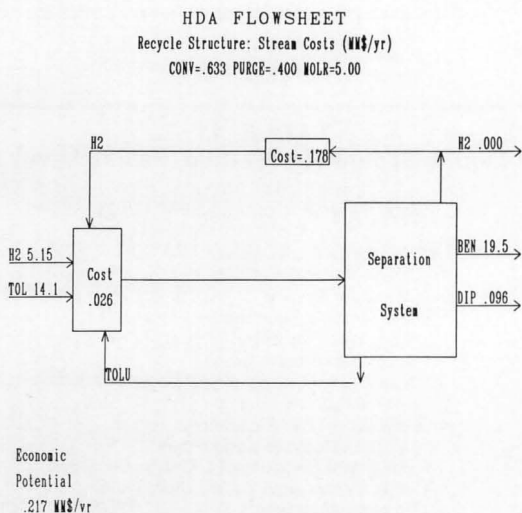 HDA FLOWSHEET
Recycle Structure: Stream Costs (MM$/yr)
CONV=.633 PURGE=.400 MOLR=5.00
H2
Cost=.178
H2 .000
H2 5.15
TOL 14.1
Cost
.026
Separation
System
BEN 19.5
DIP .096
TOLU
Economic
Potential
.217 MM$/yr